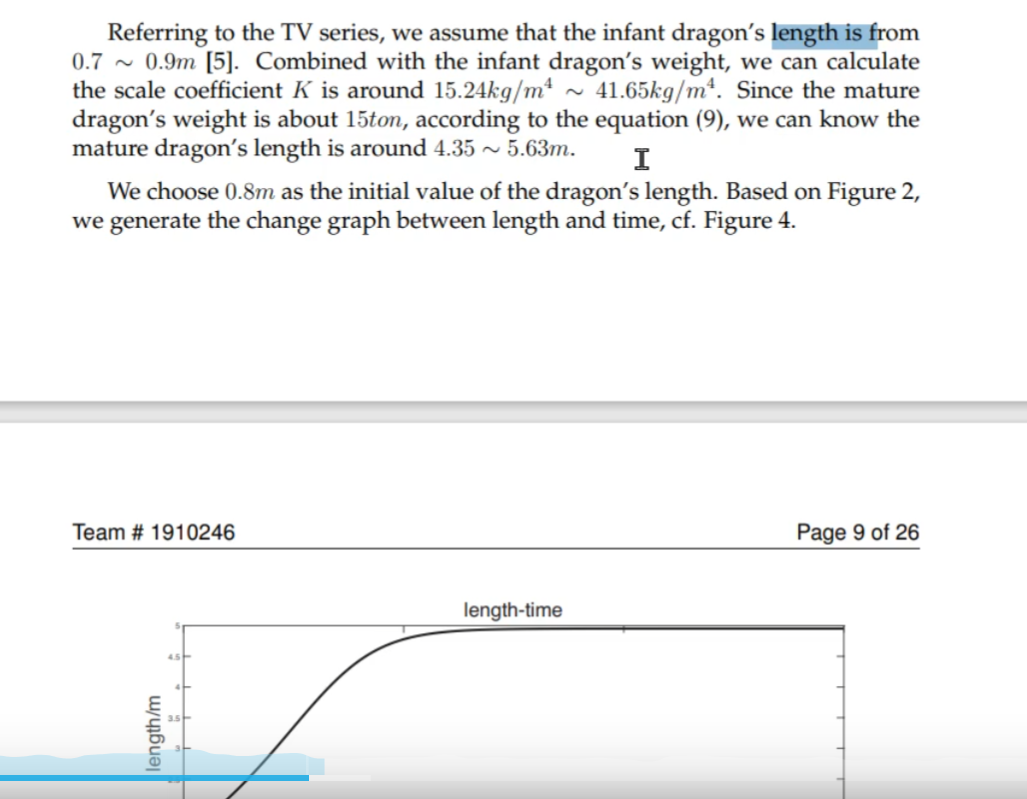 Referring to the TV series, we assume that the infant dragon's length is from
0.7 ∼ 0.9m [5]. Combined with the infant dragon's weight, we can calculate
the scale coefficient K is around 15.24kg/m⁴ ∼ 41.65kg/m⁴. Since the mature
dragon's weight is about 15ton, according to the equation (9), we can know the
mature dragon's length is around 4.35 ∼ 5.63m.
We choose 0.8m as the initial value of the dragon's length. Based on Figure 2,
we generate the change graph between length and time, cf. Figure 4.
Team # 1910246 Page 9 of 26
length-time
5
4.5
4
3.5
3
length/m